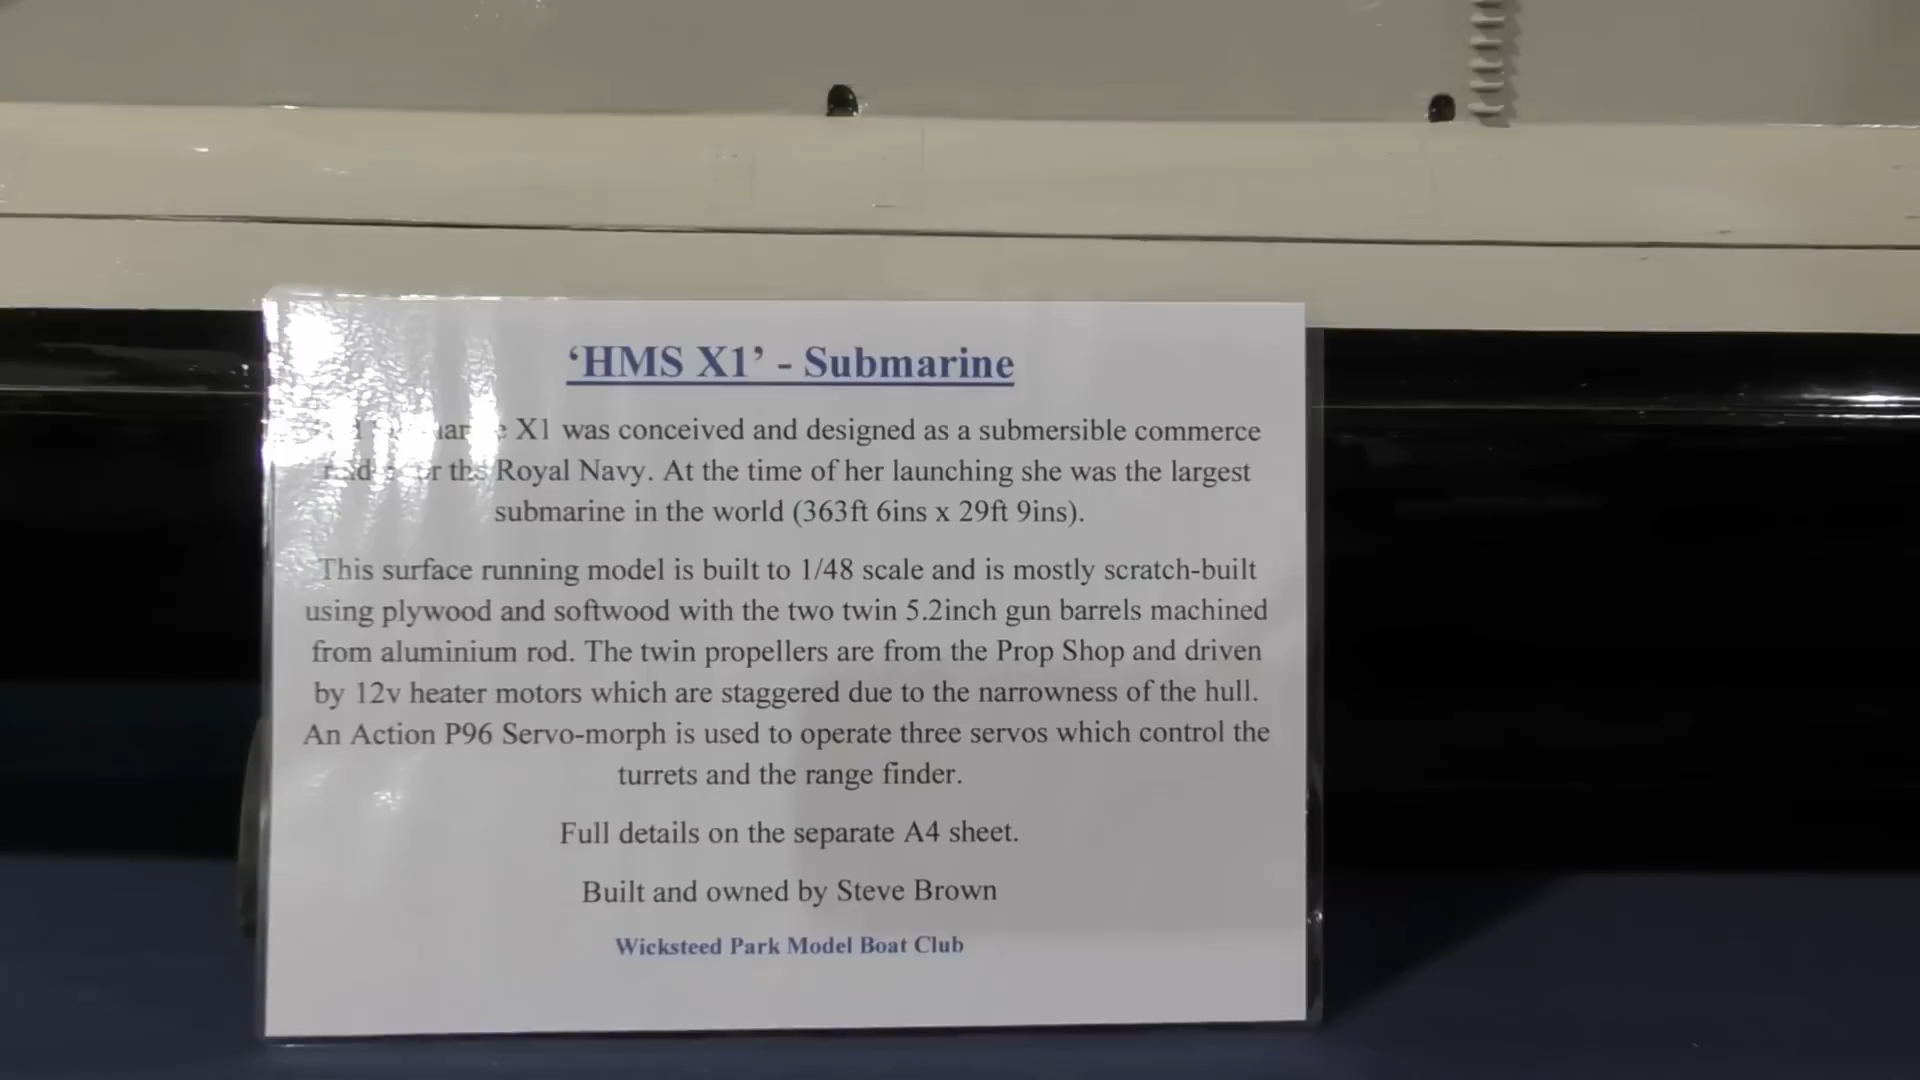 ‘HMS X1’ - Submarine
X1 was conceived and designed as a submersible commerce
the Royal Navy. At the time of her launching she was the largest
submarine in the world (363ft 6ins x 29ft 9ins).
This surface running model is built to 1/48 scale and is mostly scratch-built
using plywood and softwood with the two twin 5.2inch gun barrels machined
from aluminium rod. The twin propellers are from the Prop Shop and driven
by 12v heater motors which are staggered due to the narrowness of the hull.
An Action P96 Servo-morph is used to operate three servos which control the
turrets and the range finder.
Full details on the separate A4 sheet.
Built and owned by Steve Brown
Wicksteed Park Model Boat Club